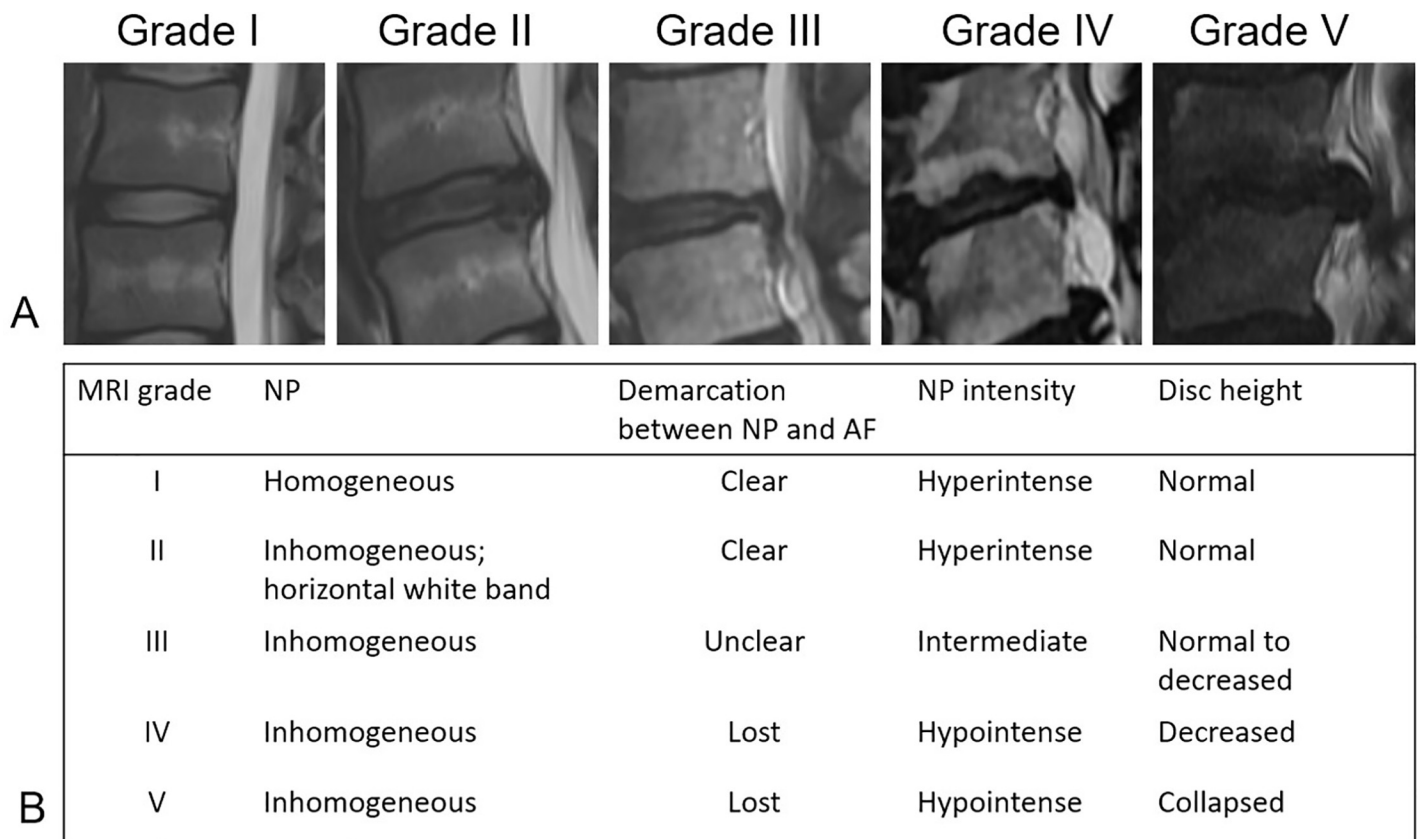 Grade I Grade II Grade III Grade IV Grade V
A
MRI grade NP Demarcation between NP and AF NP intensity Disc height
I Homogeneous Clear Hyperintense Normal
II Inhomogeneous; horizontal white band Clear Hyperintense Normal
III Inhomogeneous Unclear Intermediate Normal to decreased
IV Inhomogeneous Lost Hypointense Decreased
V Inhomogeneous Lost Hypointense Collapsed
B